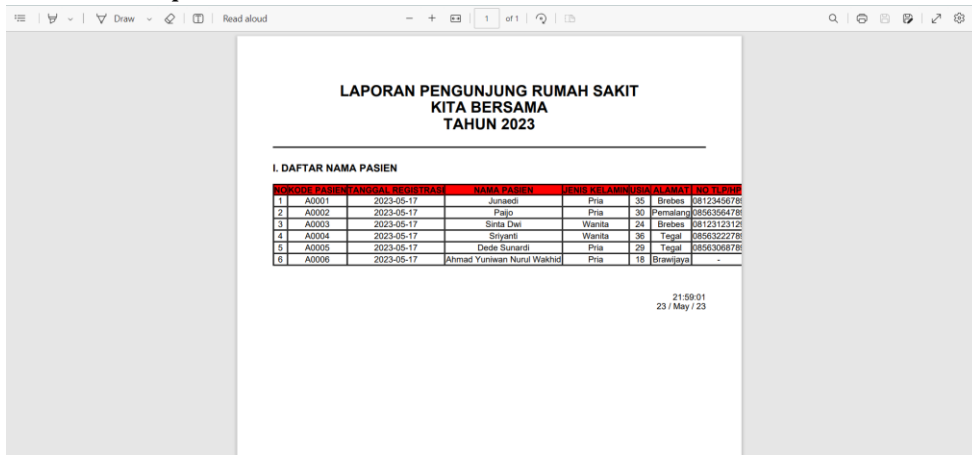 Draw Read aloud 1 of 1
LAPORAN PENGUNJUNG RUMAH SAKIT
KITA BERSAMA
TAHUN 2023
I. DAFTAR NAMA PASIEN
NO KODE PASIEN TANGGAL REGISTRASI NAMA PASIEN JENIS KELAMIN USIA ALAMAT NO TLP/HP
1 A0001 2023-05-17 Junaedi Pria 35 Brebes 0812345678
2 A0002 2023-05-17 Paijo Pria 30 Pemalang 0856356478
3 A0003 2023-05-17 Sinta Dwi Wanita 24 Brebes 0812312312
4 A0004 2023-05-17 Sriyanti Wanita 36 Tegal 0856322278
5 A0005 2023-05-17 Dede Sunardi Pria 29 Tegal 0856306878
6 A0006 2023-05-17 Ahmad Yuniwan Nurul Wakhid Pria 18 Brawijaya -
21:59:01
23 / May / 23